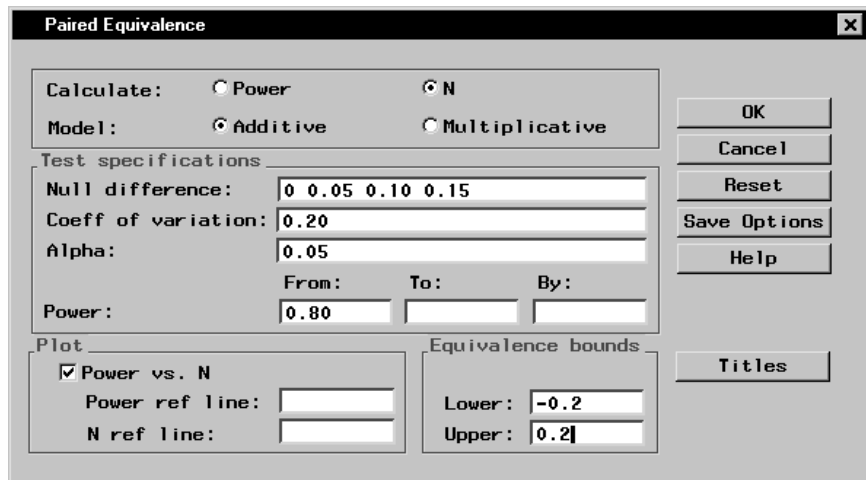 Paired Equivalence
Calculate: Power N
Model: Additive Multiplicative
Test specifications
Null difference: 0 0.05 0.10 0.15
Coeff of variation: 0.20
Alpha: 0.05
From: To: By:
Power: 0.80
Plot
Power vs. N
Power ref line:
N ref line:
Equivalence bounds
Lower: -0.2
Upper: 0.2
OK
Cancel
Reset
Save Options
Help
Titles